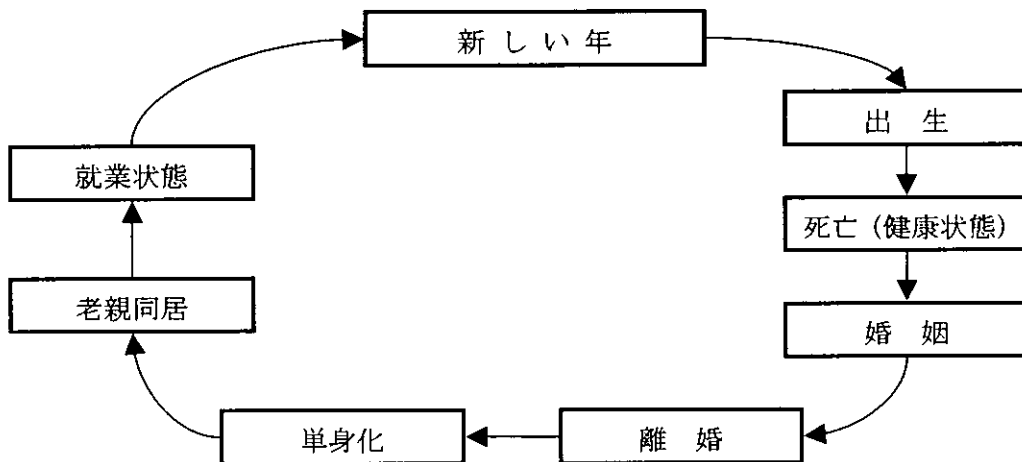 新しい年
出生
死亡（健康状態）
婚姻
離婚
単身化
老親同居
就業状態